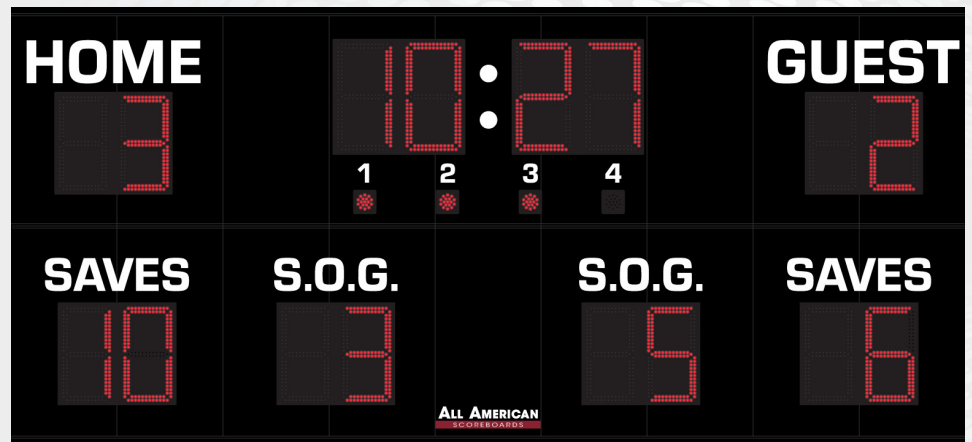 HOME 10:27 GUEST
3 2
1 2 3 4
SAVES S.O.G. S.O.G. SAVES
10 3 5 6
ALL AMERICAN
SCOREBOARDS